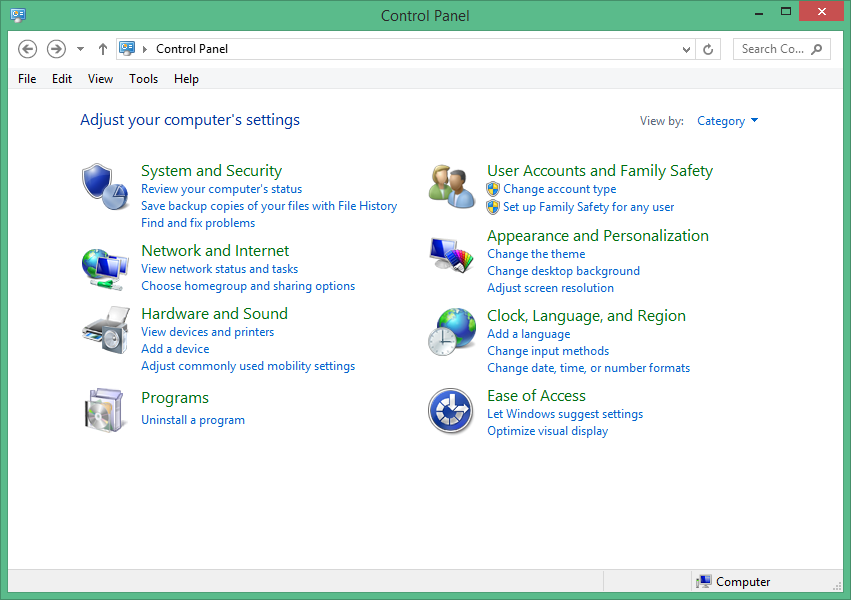 Control Panel
Control Panel
Search Co...
File Edit View Tools Help
Adjust your computer's settings
View by: Category
System and Security
Review your computer's status
Save backup copies of your files with File History
Find and fix problems
Network and Internet
View network status and tasks
Choose homegroup and sharing options
Hardware and Sound
View devices and printers
Add a device
Adjust commonly used mobility settings
Programs
Uninstall a program
User Accounts and Family Safety
Change account type
Set up Family Safety for any user
Appearance and Personalization
Change the theme
Change desktop background
Adjust screen resolution
Clock, Language, and Region
Add a language
Change input methods
Change date, time, or number formats
Ease of Access
Let Windows suggest settings
Optimize visual display
Computer